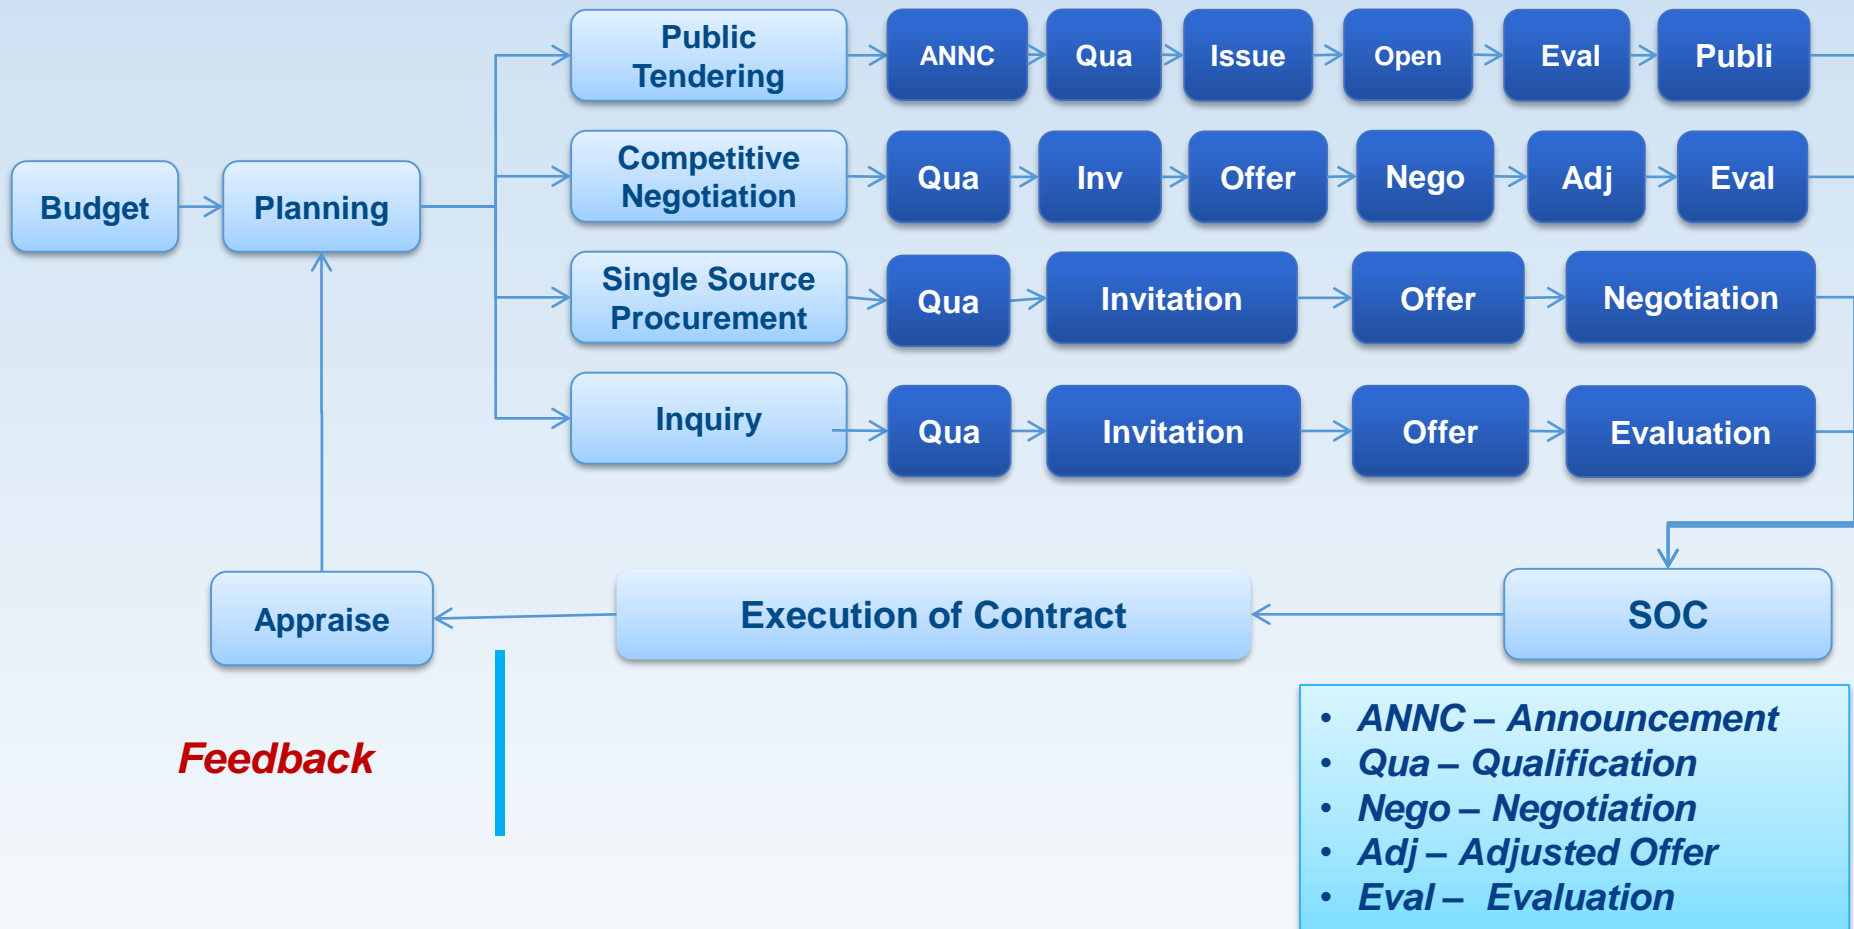 Public
Tendering
ANNC
Qua
Issue
Open
Eval
Publi
Budget
Planning
Competitive
Negotiation
Qua
Inv
Offer
Nego
Adj
Eval
Single Source
Procurement
Qua
Invitation
Offer
Negotiation
Inquiry
Qua
Invitation
Offer
Evaluation
Appraise
Execution of Contract
SOC
Feedback
• ANNC – Announcement
• Qua – Qualification
• Nego – Negotiation
• Adj – Adjusted Offer
• Eval – Evaluation